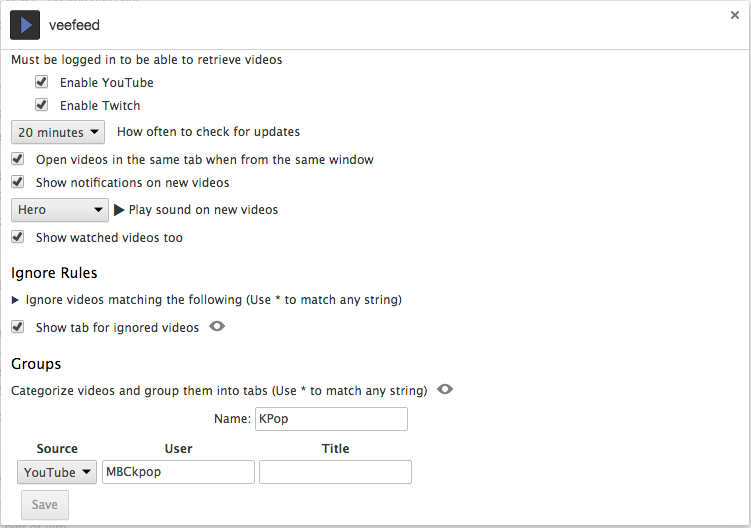 veefeed
Must be logged in to be able to retrieve videos
Enable YouTube
Enable Twitch
20 minutes How often to check for updates
Open videos in the same tab when from the same window
Show notifications on new videos
Hero Play sound on new videos
Show watched videos too
Ignore Rules
Ignore videos matching the following (Use * to match any string)
Show tab for ignored videos
Groups
Categorize videos and group them into tabs (Use * to match any string)
Name: KPop
Source User Title
YouTube MBCkpop
Save